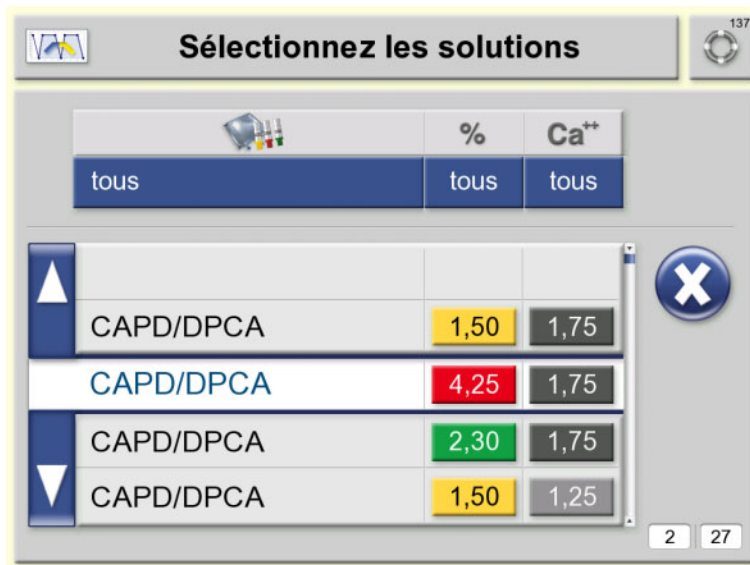 Sélectionnez les solutions
137
% Ca⁺⁺
tous tous tous
CAPD/DPCA 1,50 1,75
CAPD/DPCA 4,25 1,75
CAPD/DPCA 2,30 1,75
CAPD/DPCA 1,50 1,25
2 27